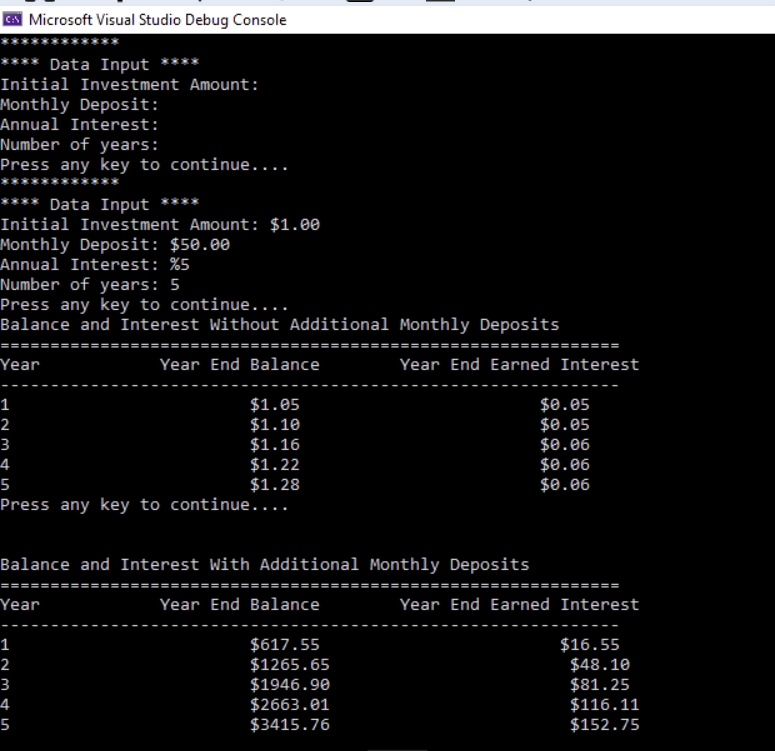 Microsoft Visual Studio Debug Console
************
**** Data Input ****
Initial Investment Amount:
Monthly Deposit:
Annual Interest:
Number of years:
Press any key to continue....
************
**** Data Input ****
Initial Investment Amount: $1.00
Monthly Deposit: $50.00
Annual Interest: %5
Number of years: 5
Press any key to continue....
Balance and Interest Without Additional Monthly Deposits
==============================================================
Year            Year End Balance        Year End Earned Interest
--------------------------------------------------------------
1                        $1.05                        $0.05
2                        $1.10                        $0.05
3                        $1.16                        $0.06
4                        $1.22                        $0.06
5                        $1.28                        $0.06
Press any key to continue....
Balance and Interest With Additional Monthly Deposits
==============================================================
Year            Year End Balance        Year End Earned Interest
--------------------------------------------------------------
1                        $617.55                        $16.55
2                        $1265.65                        $48.10
3                        $1946.90                        $81.25
4                        $2663.01                        $116.11
5                        $3415.76                        $152.75